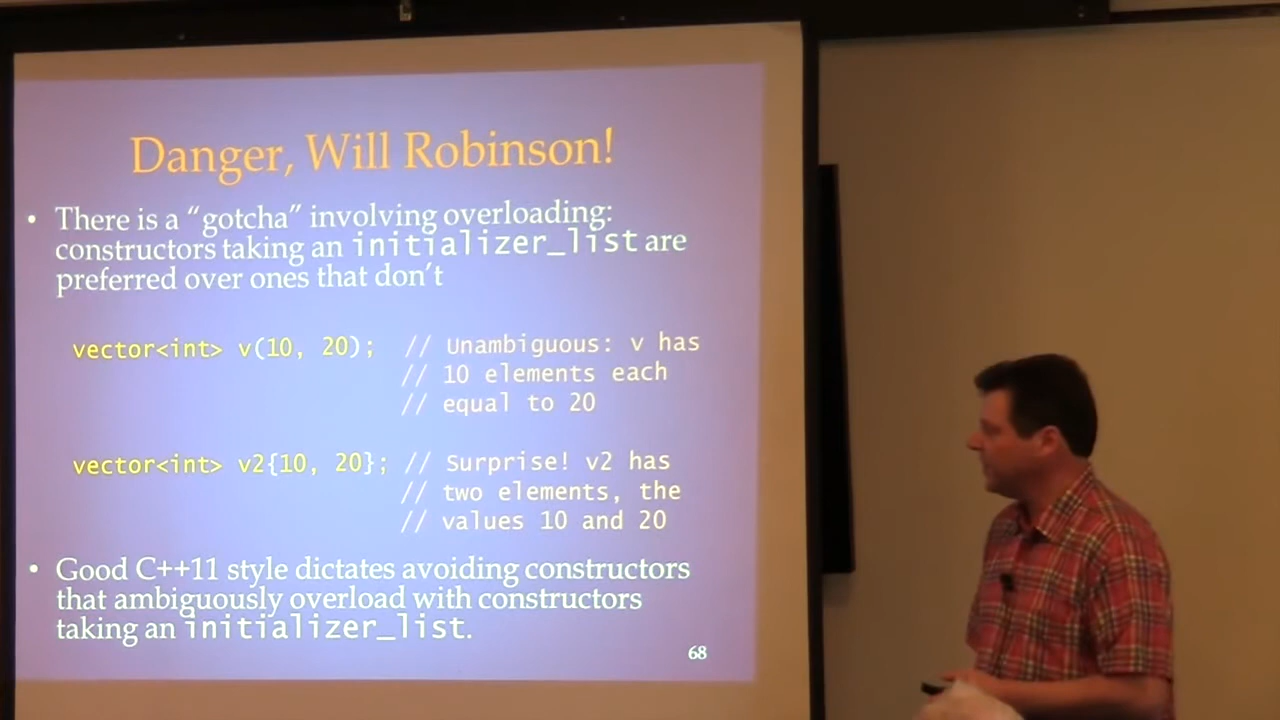 Danger, Will Robinson!
• There is a “gotcha” involving overloading:
constructors taking an initializer_list are
preferred over ones that don’t
vector<int> v(10, 20); // Unambiguous: v has
// 10 elements each
// equal to 20
vector<int> v2{10, 20}; // Surprise! v2 has
// two elements, the
// values 10 and 20
• Good C++11 style dictates avoiding constructors
that ambiguously overload with constructors
taking an initializer_list.
68